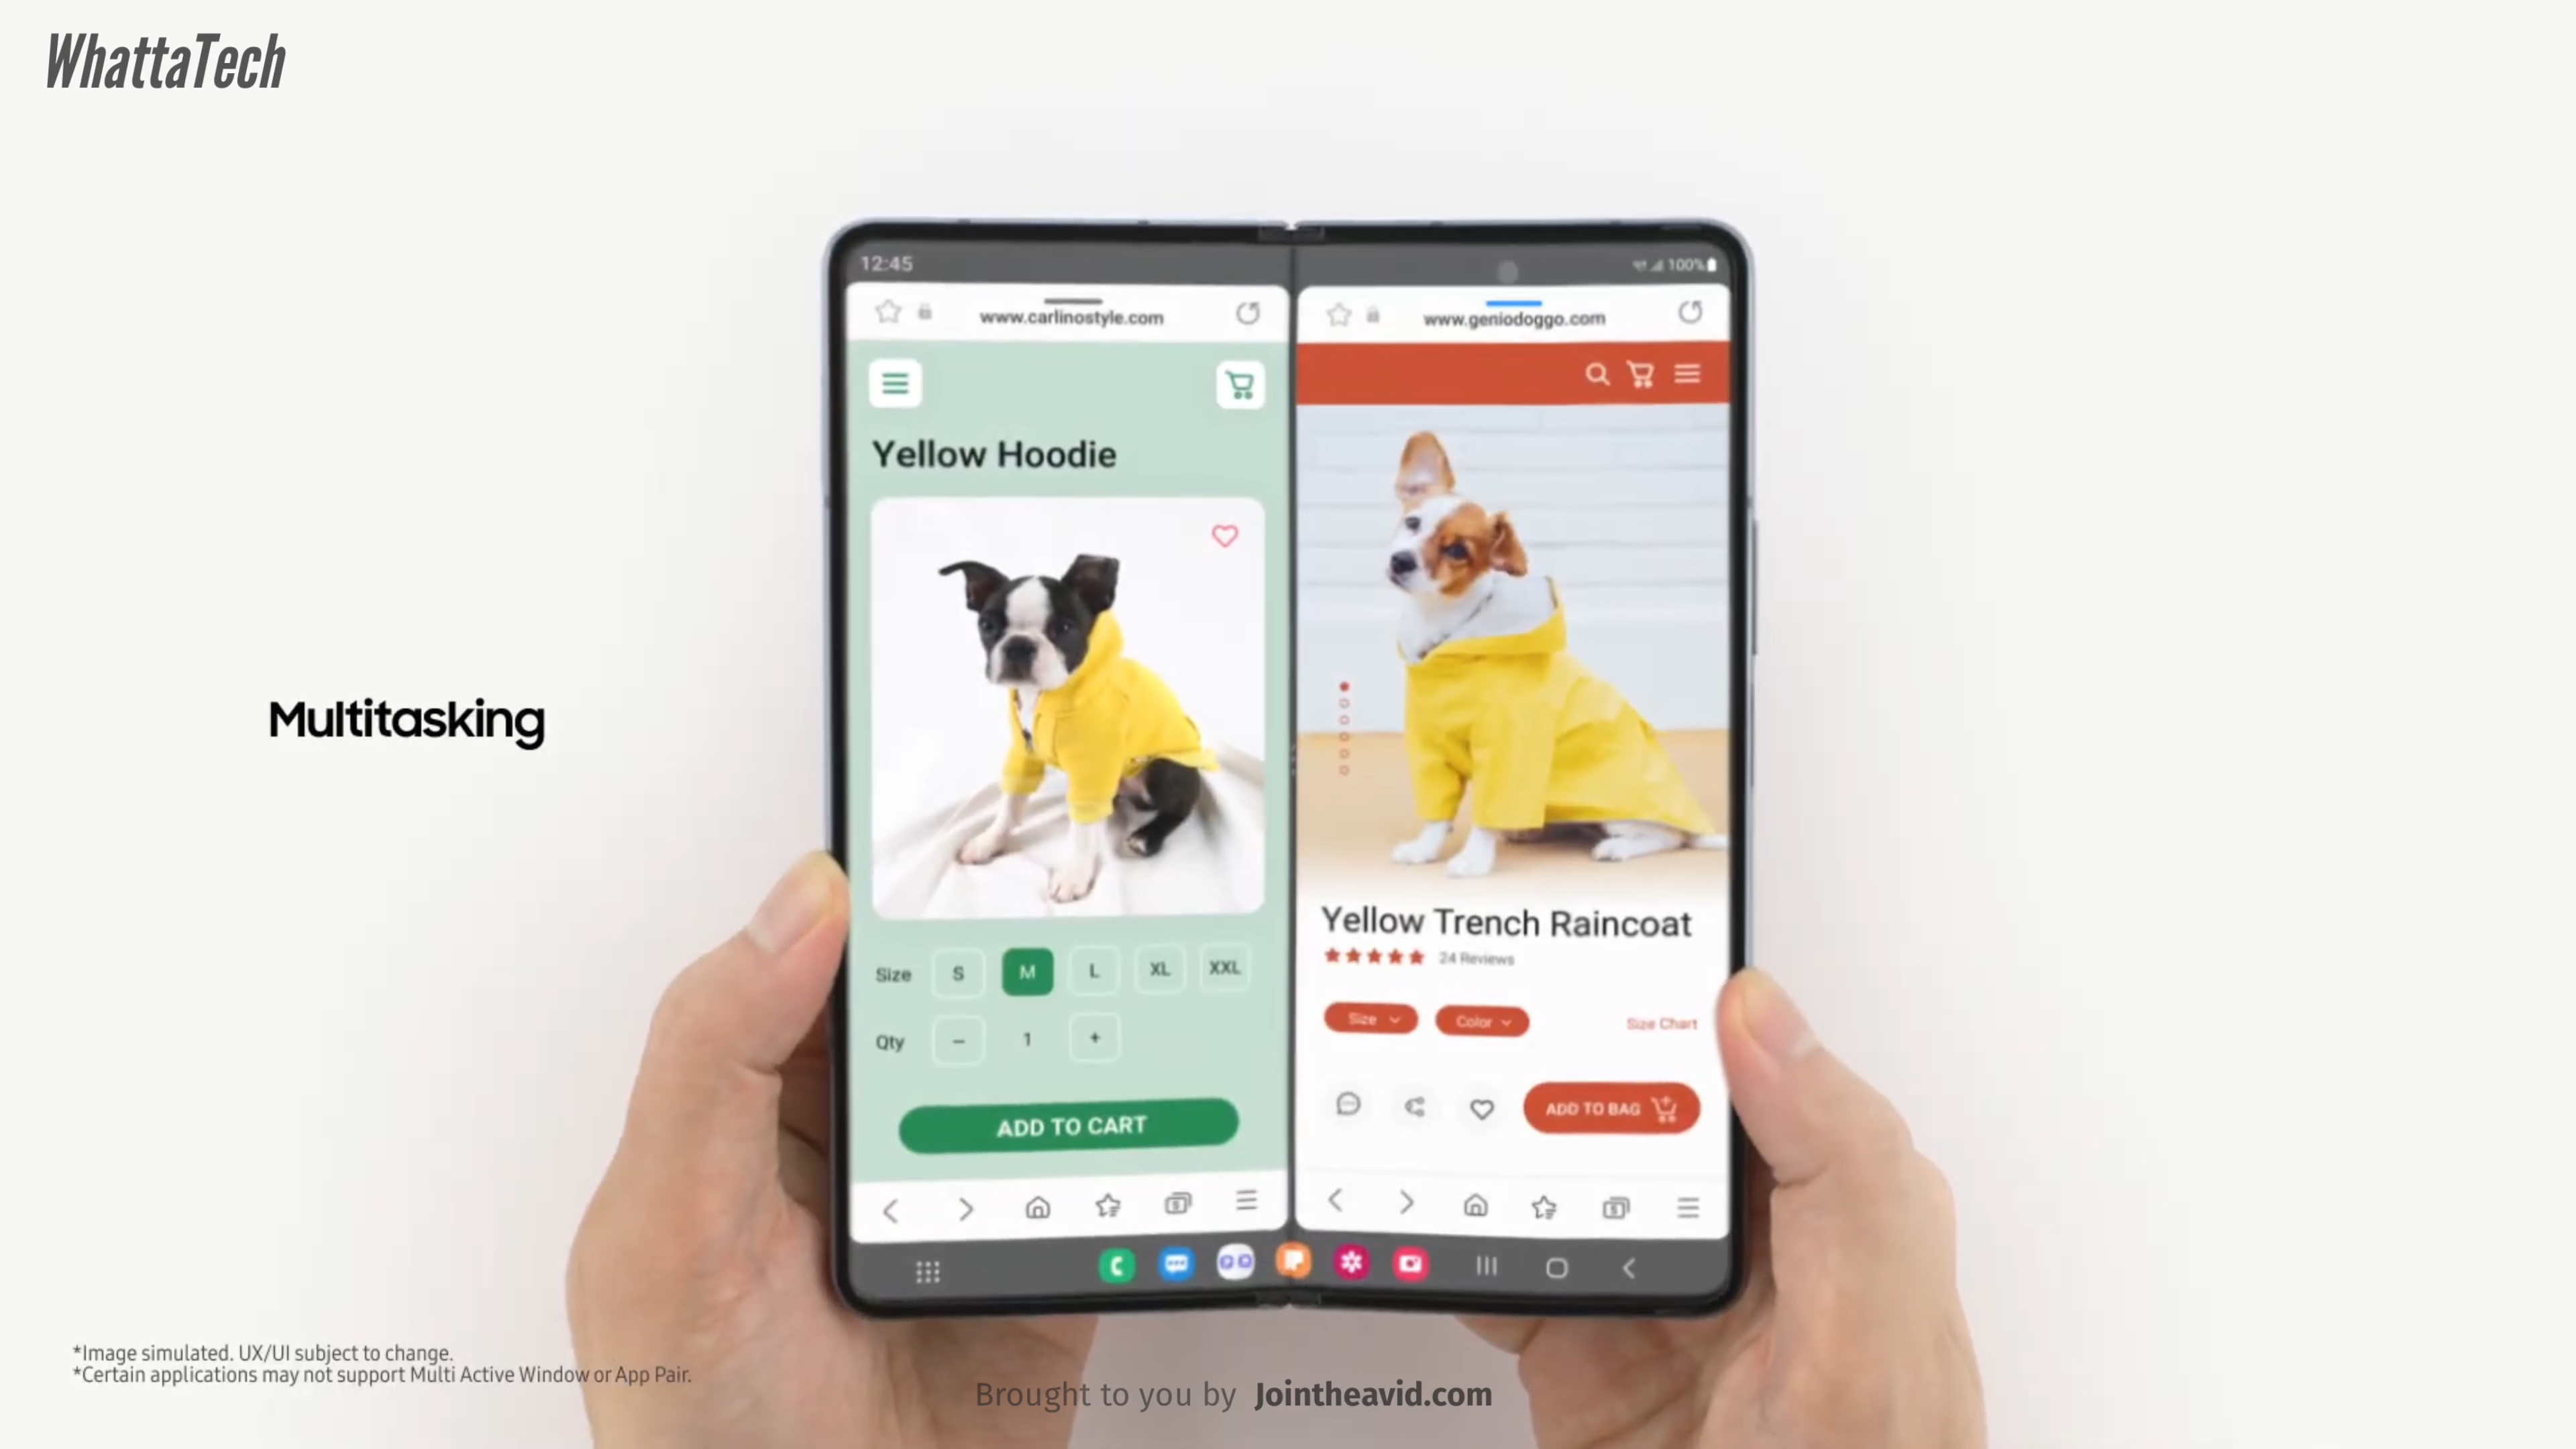 WhattaTech
Multitasking
12:45
100%
www.carlinostyle.com
Yellow Hoodie
Size S M L XL XXL
Qty − 1 +
ADD TO CART
www.geniodoggo.com
Yellow Trench Raincoat
24 Reviews
Size
Color
Size Chart
ADD TO BAG
*Image simulated. UX/UI subject to change.
*Certain applications may not support Multi Active Window or App Pair.
Brought to you by Jointheavid.com